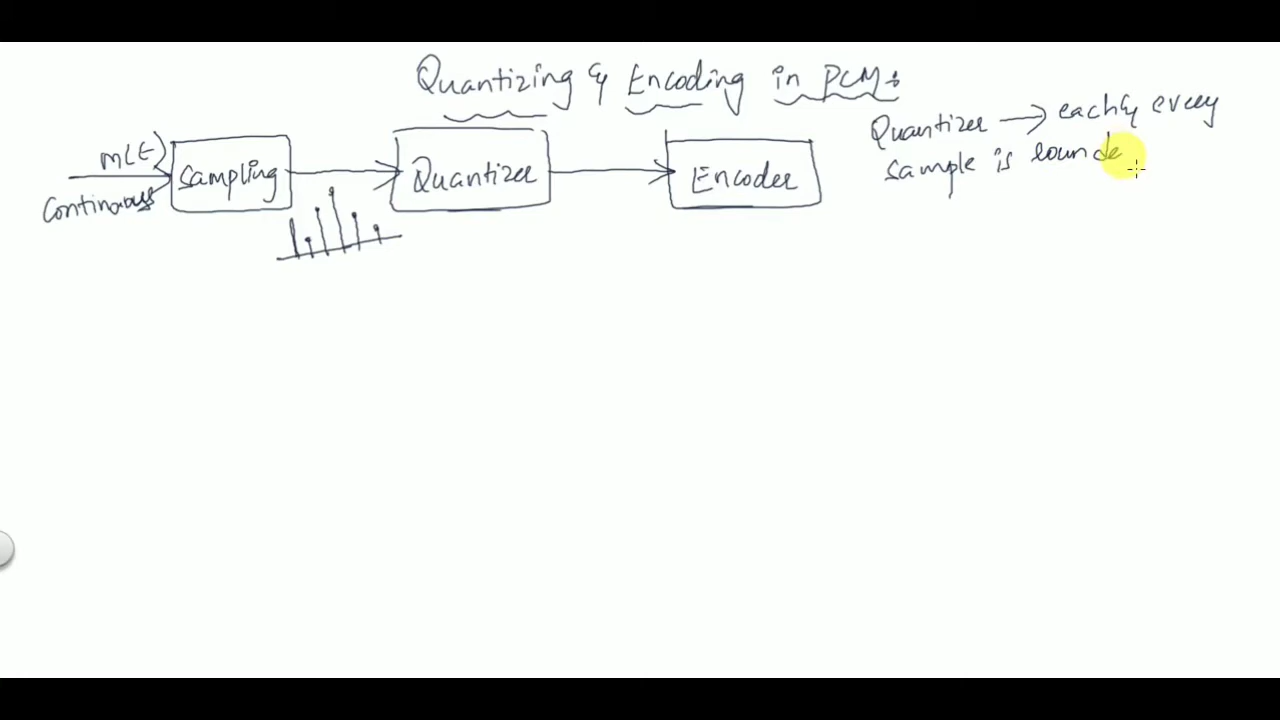 Quantizing & Encoding in PCM:
Quantizer → each & every
sample is rounde
m(t)
Continuous
Sampling
Quantizer
Encoder